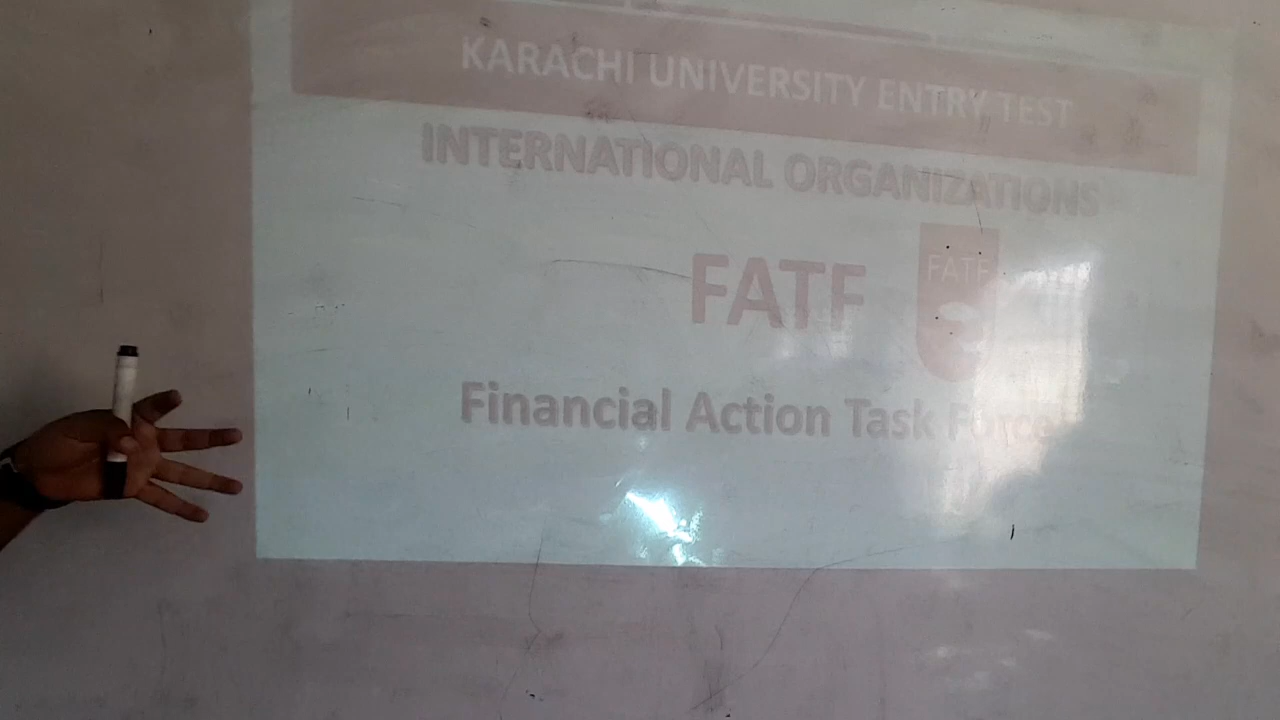 KARACHI UNIVERSITY ENTRY TEST
INTERNATIONAL ORGANIZATIONS
FATF
FATF
Financial Action Task Force